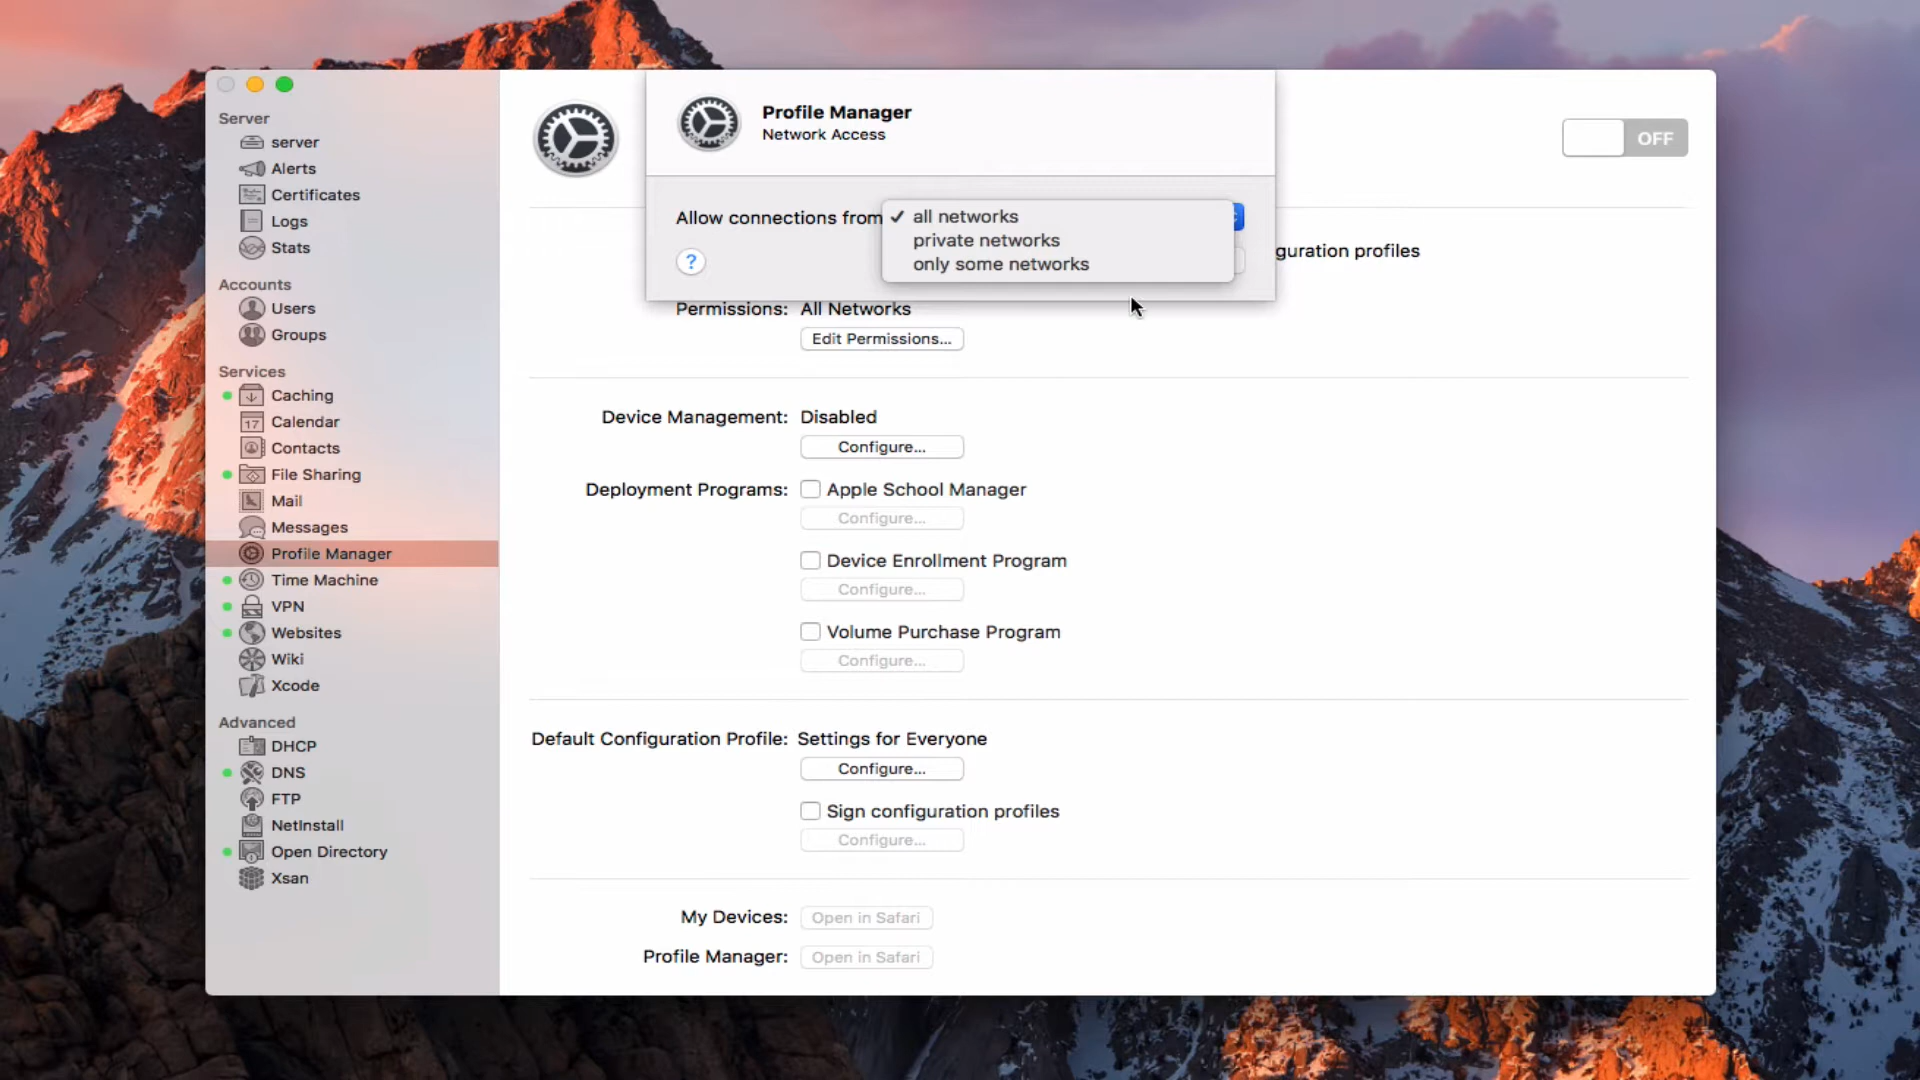 Server
server
Alerts
Certificates
Logs
Stats
Accounts
Users
Groups
Services
Caching
17 Calendar
Contacts
File Sharing
Mail
Messages
Profile Manager
Time Machine
VPN
Websites
Wiki
Xcode
Advanced
DHCP
DNS
FTP
NetInstall
Open Directory
Xsan
Profile Manager
Network Access
OFF
Allow connections from
✓ all networks
private networks
only some networks
?
guration profiles
Permissions: All Networks
Edit Permissions...
Device Management: Disabled
Configure...
Deployment Programs: Apple School Manager
Configure...
Device Enrollment Program
Configure...
Volume Purchase Program
Configure...
Default Configuration Profile: Settings for Everyone
Configure...
Sign configuration profiles
Configure...
My Devices: Open in Safari
Profile Manager: Open in Safari